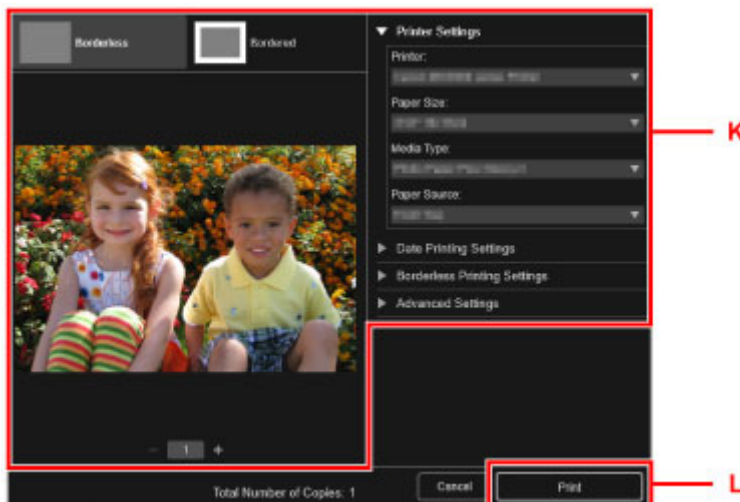 Borderless
Bordered
Printer Settings
Printer:
Paper Size:
Media Type:
Paper Source:
Date Printing Settings
Borderless Printing Settings
Advanced Settings
K
1
Total Number of Copies: 1
Cancel
Print
L